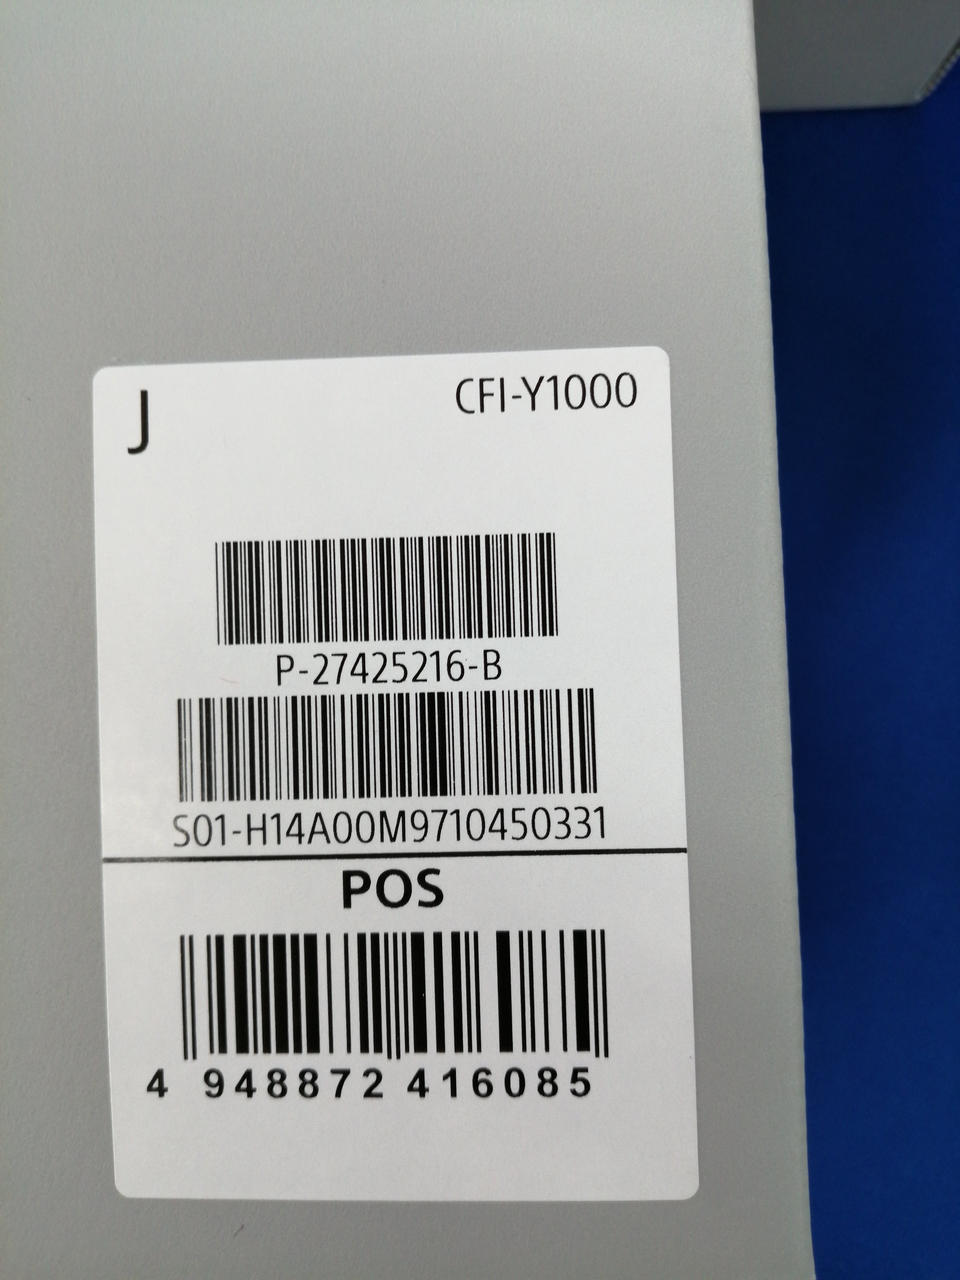 J
CFI-Y1000
P-27425216-B
S01-H14A00M9710450331
POS
4 948872 416085